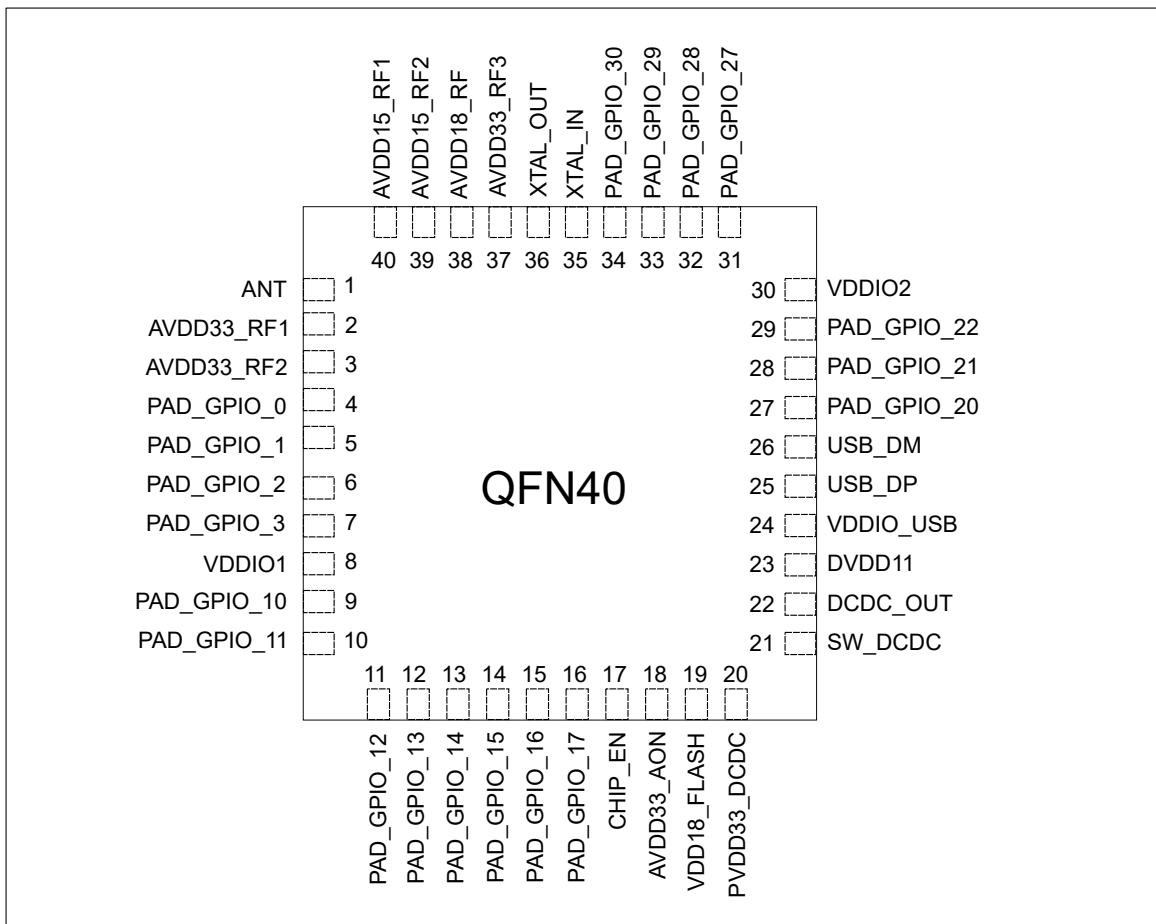 AVDD15_RF1
AVDD15_RF2
AVDD18_RF
AVDD33_RF3
XTAL_OUT
XTAL_IN
PAD_GPIO_30
PAD_GPIO_29
PAD_GPIO_28
PAD_GPIO_27
40 39 38 37 36 35 34 33 32 31
ANT 1
AVDD33_RF1 2
AVDD33_RF2 3
PAD_GPIO_0 4
PAD_GPIO_1 5
PAD_GPIO_2 6
PAD_GPIO_3 7
VDDIO1 8
PAD_GPIO_10 9
PAD_GPIO_11 10
QFN40
30 VDDIO2
29 PAD_GPIO_22
28 PAD_GPIO_21
27 PAD_GPIO_20
26 USB_DM
25 USB_DP
24 VDDIO_USB
23 DVDD11
22 DCDC_OUT
21 SW_DCDC
11 12 13 14 15 16 17 18 19 20
PAD_GPIO_12
PAD_GPIO_13
PAD_GPIO_14
PAD_GPIO_15
PAD_GPIO_16
PAD_GPIO_17
CHIP_EN
AVDD33_AON
VDD18_FLASH
PVDD33_DCDC